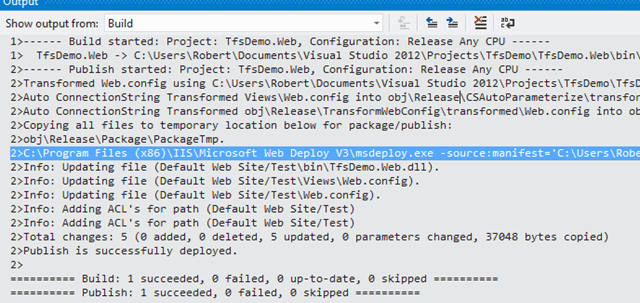 Output
Show output from: Build
1>------ Build started: Project: TfsDemo.Web, Configuration: Release Any CPU ------
1>  TfsDemo.Web -> C:\Users\Robert\Documents\Visual Studio 2012\Projects\TfsDemo\TfsDemo.Web\bin\
2>------ Publish started: Project: TfsDemo.Web, Configuration: Release Any CPU ------
2>Transformed Web.config using C:\Users\Robert\Documents\Visual Studio 2012\Projects\TfsDemo\TfsD
2>Auto ConnectionString Transformed Views\Web.config into obj\Release\CSAutoParameterize\transfor
2>Auto ConnectionString Transformed obj\Release\TransformWebConfig\transformed\Web.config into ob
2>Copying all files to temporary location below for package/publish:
2>obj\Release\Package\PackageTmp.
2>C:\Program Files (x86)\IIS\Microsoft Web Deploy V3\msdeploy.exe -source:manifest='C:\Users\Robe
2>Info: Updating file (Default Web Site/Test\bin\TfsDemo.Web.dll).
2>Info: Updating file (Default Web Site/Test\Views\Web.config).
2>Info: Updating file (Default Web Site/Test\Web.config).
2>Info: Adding ACL's for path (Default Web Site/Test)
2>Info: Adding ACL's for path (Default Web Site/Test)
2>Total changes: 5 (0 added, 0 deleted, 5 updated, 0 parameters changed, 37048 bytes copied)
2>Publish is successfully deployed.
2>
========== Build: 1 succeeded, 0 failed, 0 up-to-date, 0 skipped ==========
========== Publish: 1 succeeded, 0 failed, 0 skipped ==========